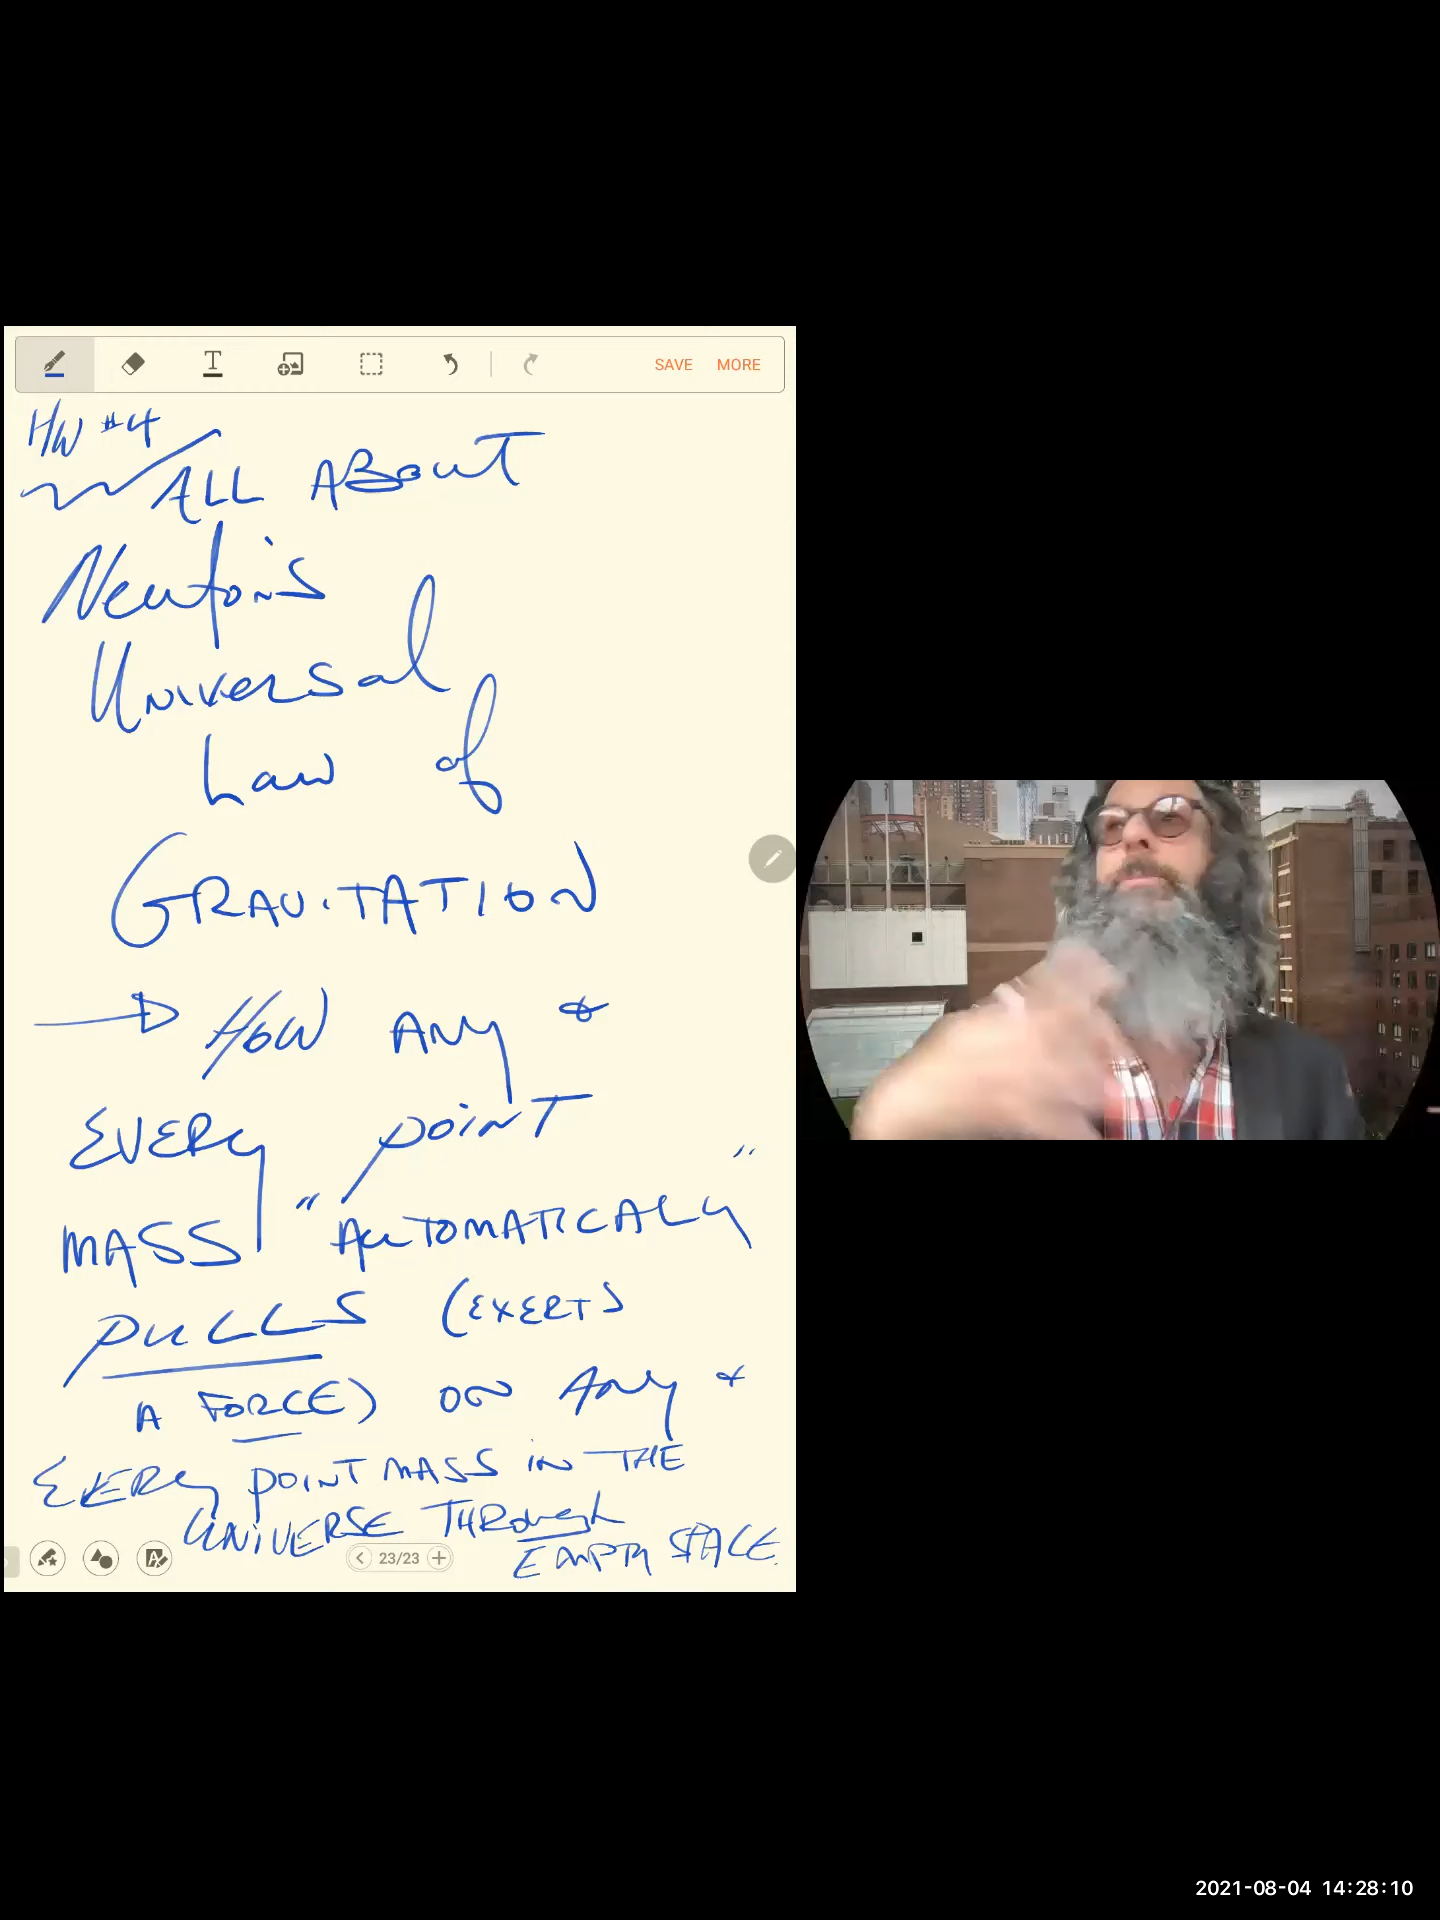 SAVE MORE
HW #4
ALL ABOUT
Newton's
Universal
Law of
GRAVITATION
→ HOW ANY &
EVERY POINT
MASS "AUTOMATICALY"
PULLS (EXERTS
A FORCE) ON ANY &
EVERY POINT MASS IN THE
UNIVERSE THROUGH
EMPTY SPACE.
23/23
2021-08-04 14:28:10